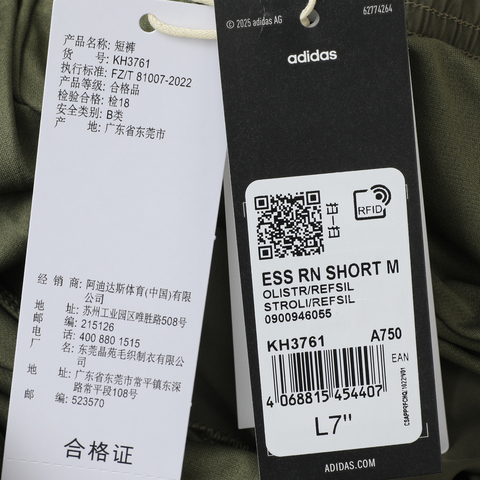 产品名称: 短裤
货 号: KH3761
执行标准: FZ/T 81007-2022
产品等级: 合格品
检验合格: 检18
安全类别: B类
产 地: 广东省东莞市
经 销 商: 阿迪达斯体育(中国)有限
公司
地 址: 苏州工业园区唯胜路508号
邮 编: 215126
电 话: 400 880 1515
厂 名: 东莞晶苑毛织制衣有限公
司
地 址: 广东省东莞市常平镇东深
路常平段108号
邮 编: 523570
合格证
© 2025 adidas AG
62774264
adidas
RFID
ESS RN SHORT M
OLISTR/REFSIL
STROLI/REFSIL
0900946055
KH3761 A750
EAN
4 068815 454407
L7"
ADIDAS.COM